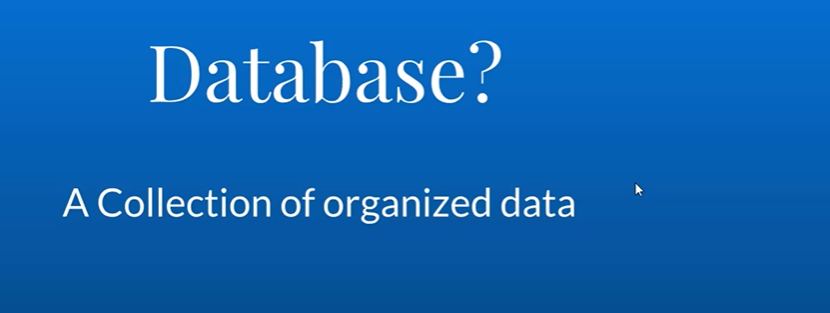 Database?
A Collection of organized data